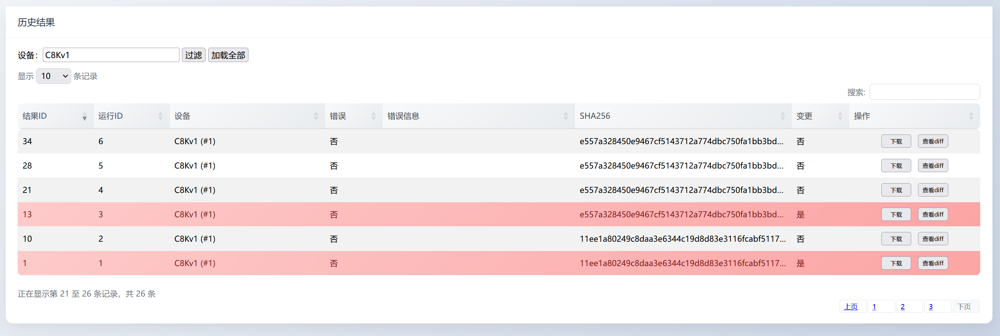 历史结果
设备： C8Kv1 过滤 加载全部
显示 10 条记录
搜索:
结果ID 运行ID 设备 错误 错误信息 SHA256 变更 操作
34 6 C8Kv1 (#1) 否 e557a328450e9467cf5143712a774dbc750fa1bb3bd... 否 下载 查看diff
28 5 C8Kv1 (#1) 否 e557a328450e9467cf5143712a774dbc750fa1bb3bd... 否 下载 查看diff
21 4 C8Kv1 (#1) 否 e557a328450e9467cf5143712a774dbc750fa1bb3bd... 否 下载 查看diff
13 3 C8Kv1 (#1) 否 e557a328450e9467cf5143712a774dbc750fa1bb3bd... 是 下载 查看diff
10 2 C8Kv1 (#1) 否 11ee1a80249c8daa3e6344c19d8d83e3116fcabf5117... 否 下载 查看diff
1 1 C8Kv1 (#1) 否 11ee1a80249c8daa3e6344c19d8d83e3116fcabf5117... 是 下载 查看diff
正在显示第 21 至 26 条记录，共 26 条
上页 1 2 3 下页